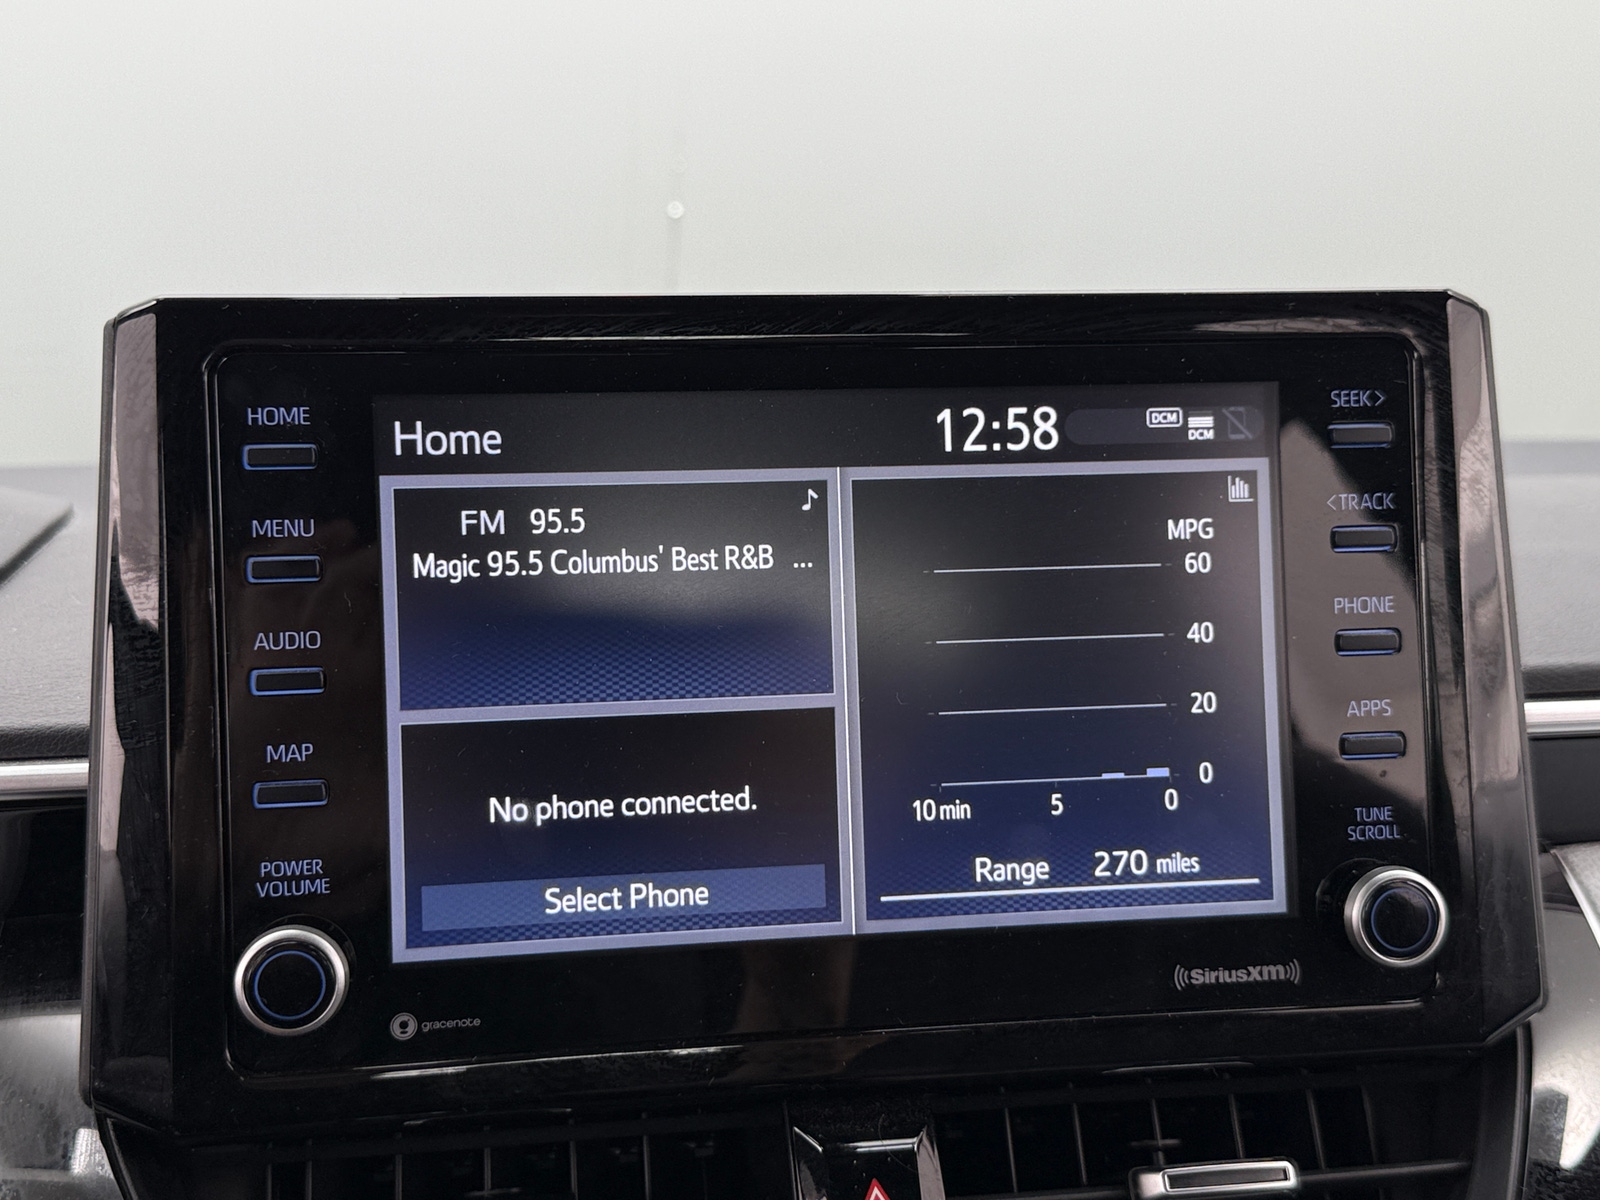 HOME
MENU
AUDIO
MAP
POWER
VOLUME
Home
12:58
DCM
DCM
FM 95.5
Magic 95.5 Columbus' Best R&B ...
No phone connected.
Select Phone
MPG
60
40
20
0
10 min 5 0
Range 270 miles
SEEK >
< TRACK
PHONE
APPS
TUNE
SCROLL
gracenote
((SiriusXM))